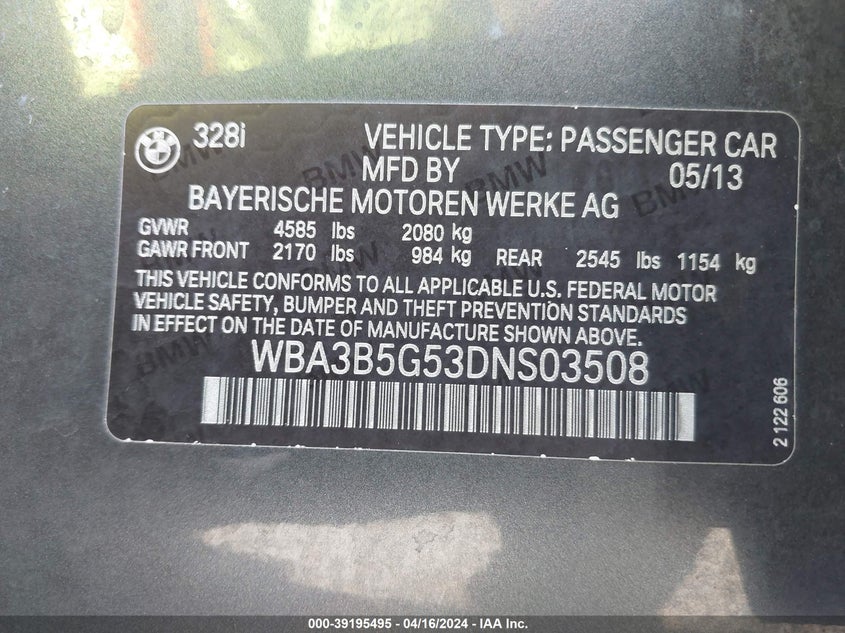 328i VEHICLE TYPE: PASSENGER CAR
MFD BY 05/13
BAYERISCHE MOTOREN WERKE AG
GVWR 4585 lbs 2080 kg
GAWR FRONT 2170 lbs 984 kg REAR 2545 lbs 1154 kg
THIS VEHICLE CONFORMS TO ALL APPLICABLE U.S. FEDERAL MOTOR
VEHICLE SAFETY, BUMPER AND THEFT PREVENTION STANDARDS
IN EFFECT ON THE DATE OF MANUFACTURE SHOWN ABOVE.
WBA3B5G53DNS03508
2 122 606
000-39195495 - 04/16/2024 - IAA Inc.